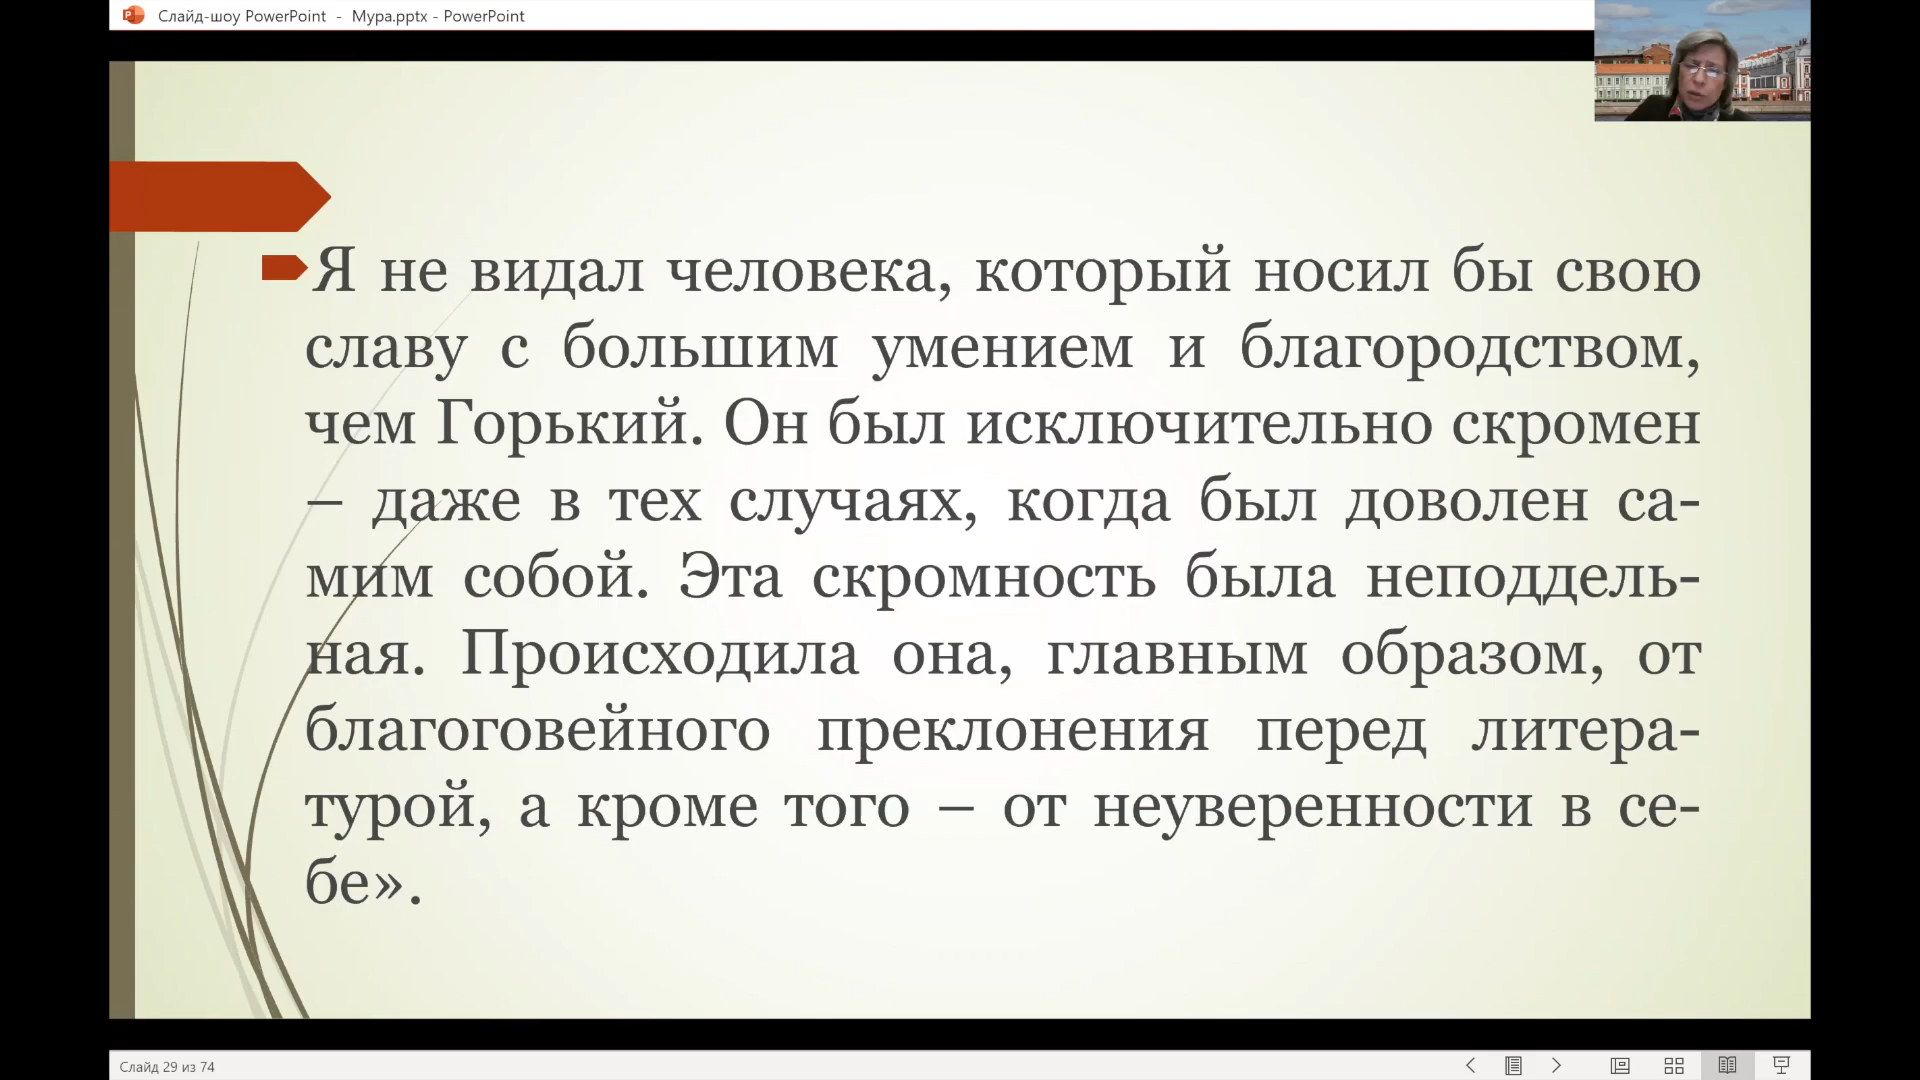 Слайд-шоу PowerPoint - Мура.pptx - PowerPoint
Я не видал человека, который носил бы свою
славу с большим умением и благородством,
чем Горький. Он был исключительно скромен
– даже в тех случаях, когда был доволен са-
мим собой. Эта скромность была неподдель-
ная. Происходила она, главным образом, от
благоговейного преклонения перед литера-
турой, а кроме того – от неуверенности в се-
бе».
Слайд 29 из 74